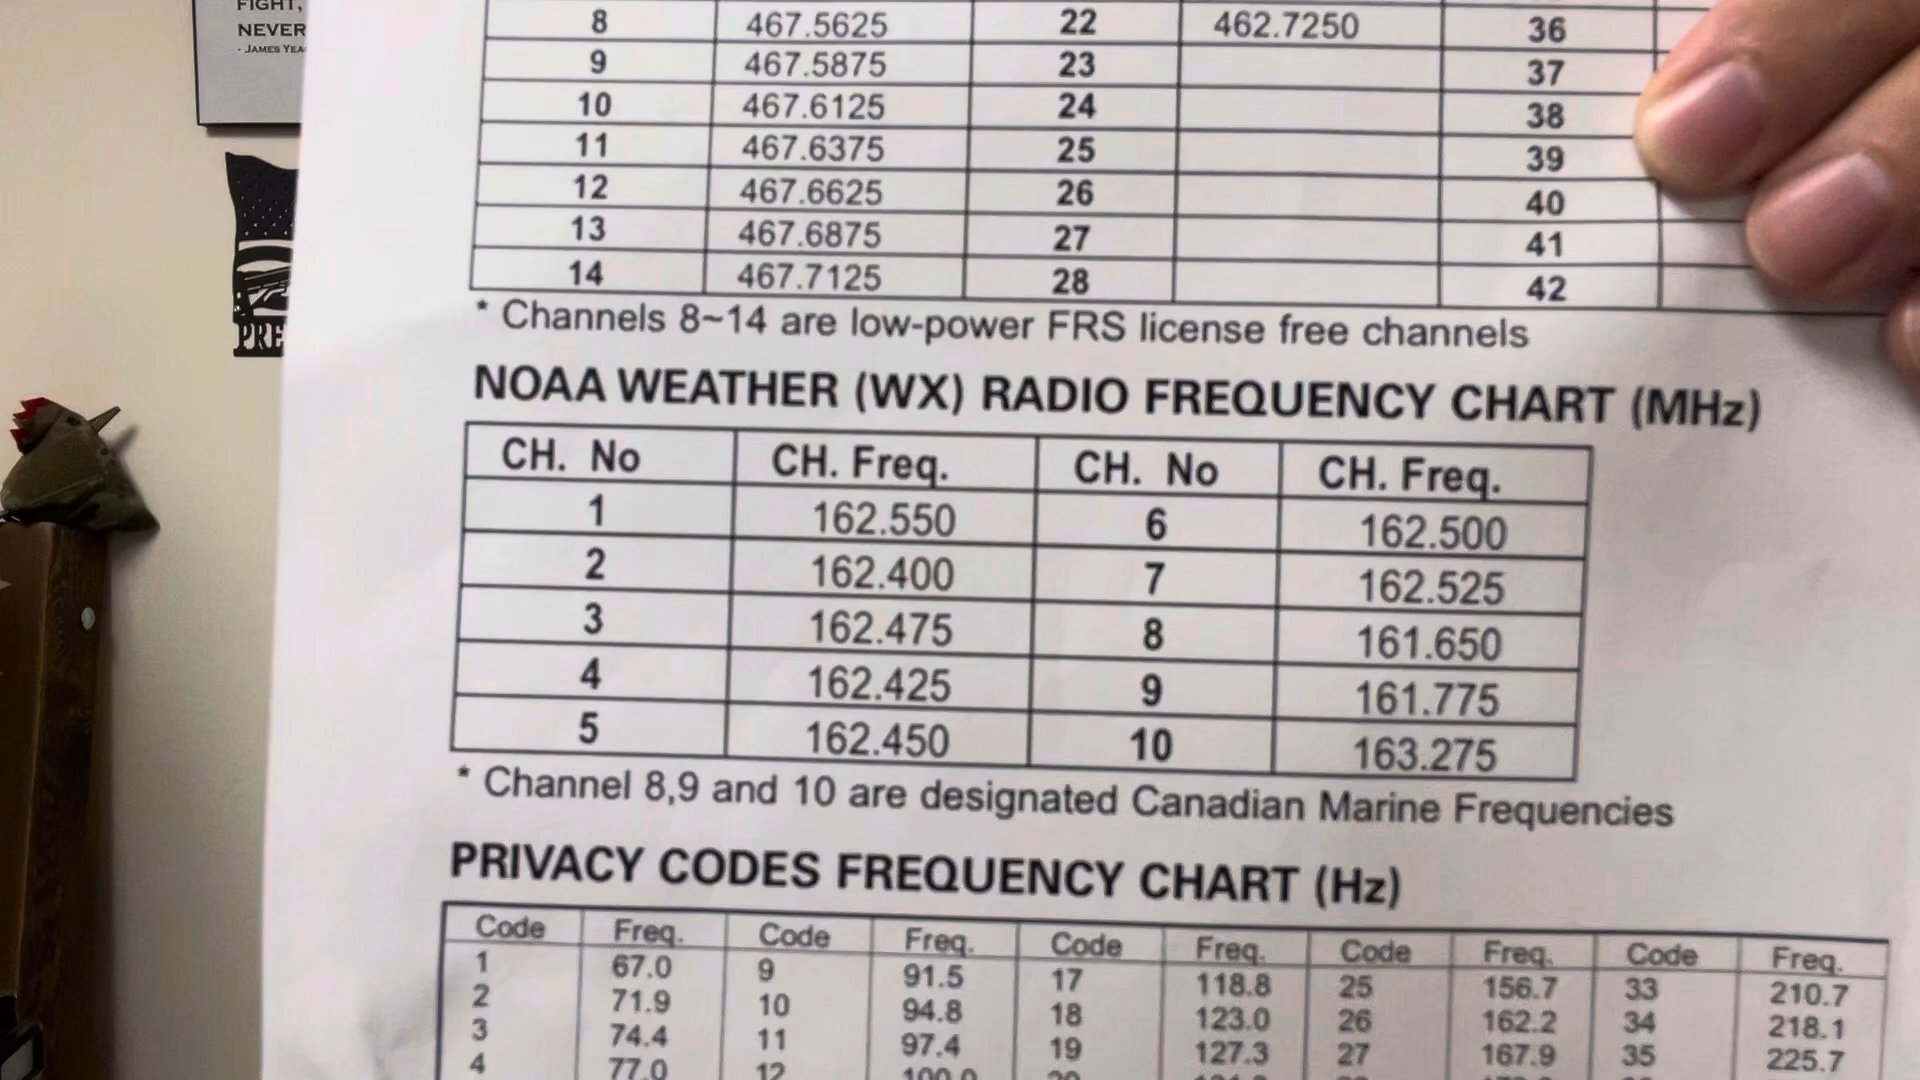 FIGHT,
NEVER
- JAMES YEA
PRE
8 467.5625 22 462.7250 36
9 467.5875 23 37
10 467.6125 24 38
11 467.6375 25 39
12 467.6625 26 40
13 467.6875 27 41
14 467.7125 28 42
* Channels 8~14 are low-power FRS license free channels
NOAA WEATHER (WX) RADIO FREQUENCY CHART (MHz)
CH. No CH. Freq. CH. No CH. Freq.
1 162.550 6 162.500
2 162.400 7 162.525
3 162.475 8 161.650
4 162.425 9 161.775
5 162.450 10 163.275
* Channel 8,9 and 10 are designated Canadian Marine Frequencies
PRIVACY CODES FREQUENCY CHART (Hz)
Code Freq. Code Freq. Code Freq. Code Freq. Code Freq.
1 67.0 9 91.5 17 118.8 25 156.7 33 210.7
2 71.9 10 94.8 18 123.0 26 162.2 34 218.1
3 74.4 11 97.4 19 127.3 27 167.9 35 225.7
4 77.0 12 100.0